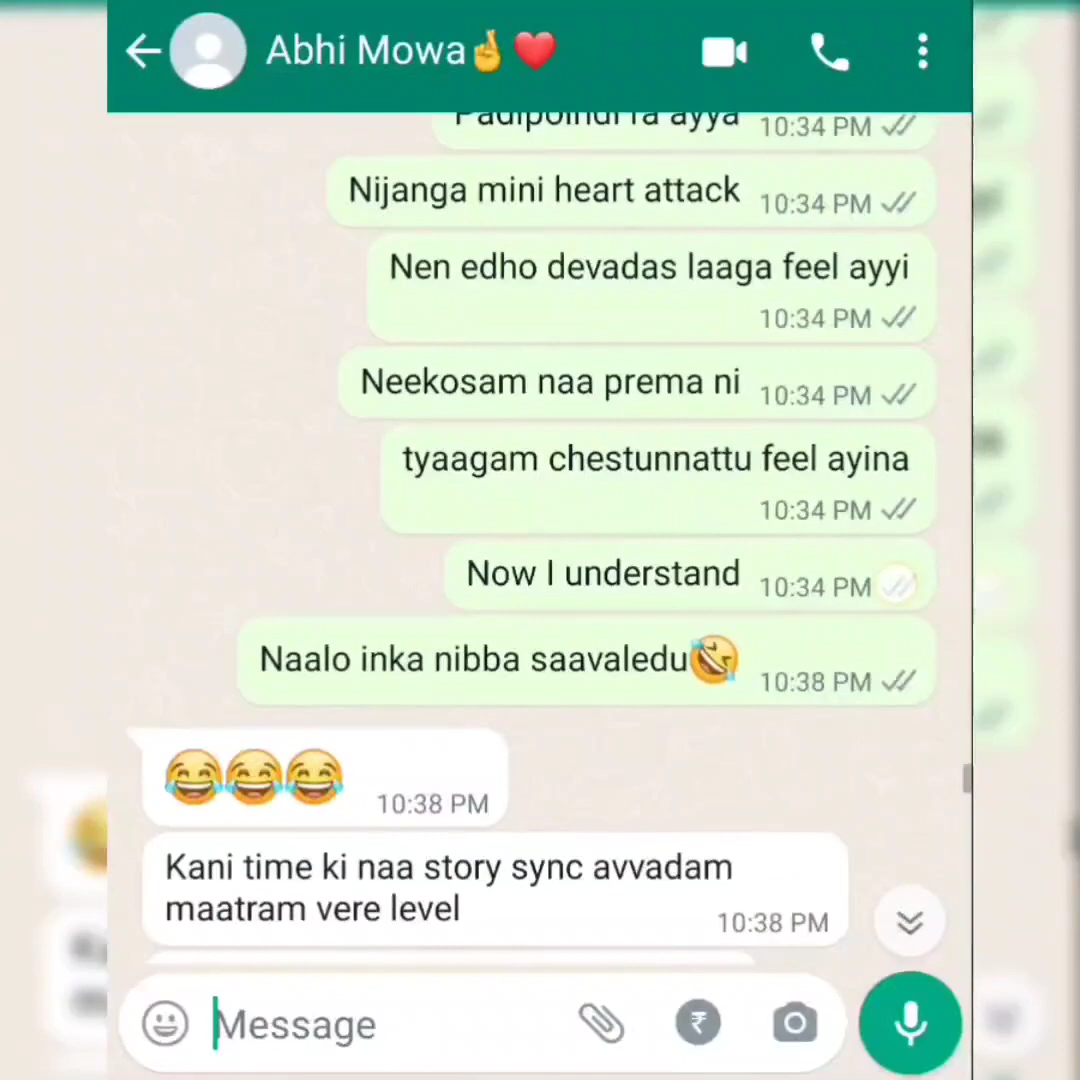 Abhi Mowa🤞❤️
Padipoindi ra ayya 10:34 PM
Nijanga mini heart attack 10:34 PM
Nen edho devadas laaga feel ayyi
10:34 PM
Neekosam naa prema ni 10:34 PM
tyaagam chestunnattu feel ayina
10:34 PM
Now I understand 10:34 PM
Naalo inka nibba saavaledu🤣 10:38 PM
😂😂😂 10:38 PM
Kani time ki naa story sync avvadam
maatram vere level 10:38 PM
Message